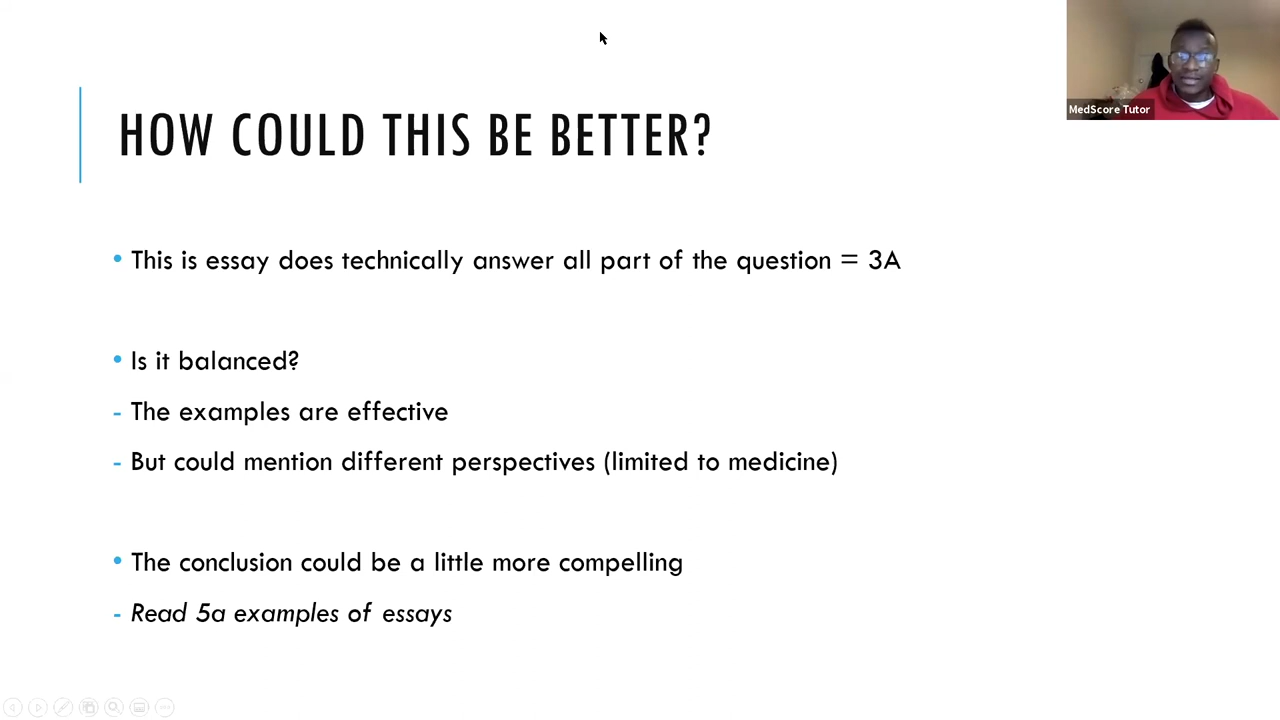 MedScore Tutor
HOW COULD THIS BE BETTER?
• This is essay does technically answer all part of the question = 3A
• Is it balanced?
- The examples are effective
- But could mention different perspectives (limited to medicine)
• The conclusion could be a little more compelling
- Read 5a examples of essays